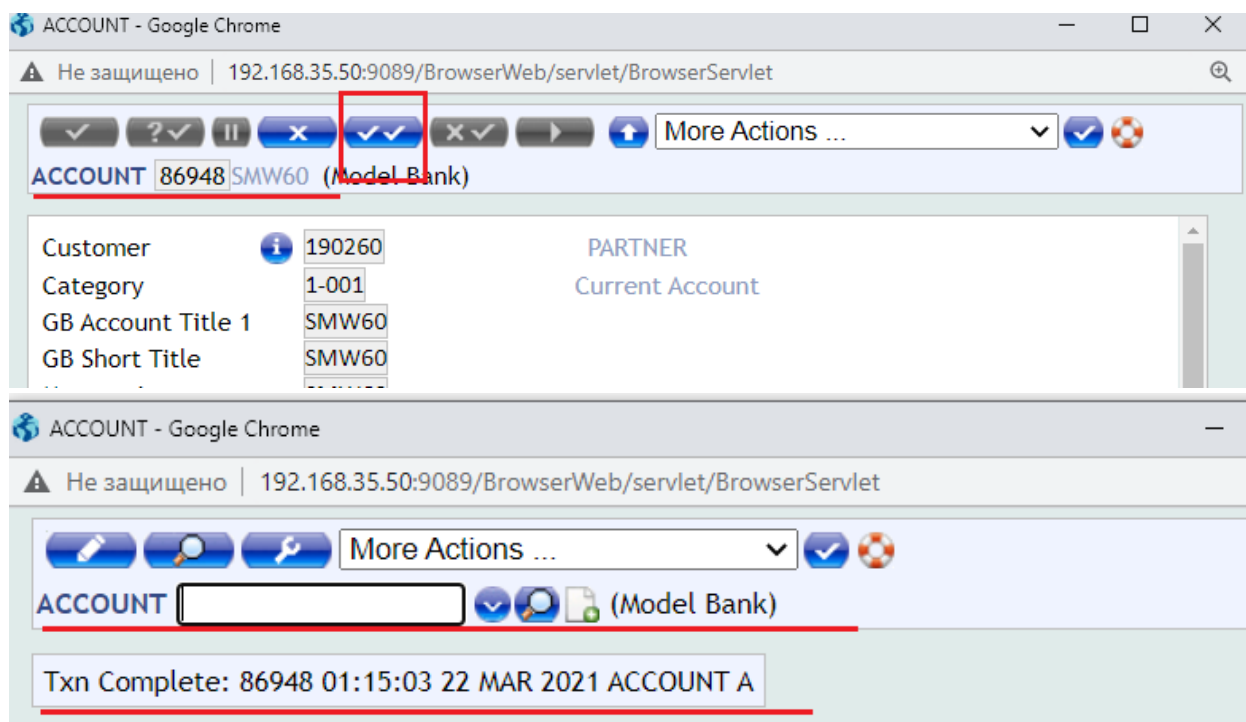 ACCOUNT - Google Chrome
Не защищено | 192.168.35.50:9089/BrowserWeb/servlet/BrowserServlet
More Actions ...
ACCOUNT 86948 SMW60 (Model Bank)
Customer 190260 PARTNER
Category 1-001 Current Account
GB Account Title 1 SMW60
GB Short Title SMW60
ACCOUNT - Google Chrome
Не защищено | 192.168.35.50:9089/BrowserWeb/servlet/BrowserServlet
More Actions ...
ACCOUNT (Model Bank)
Txn Complete: 86948 01:15:03 22 MAR 2021 ACCOUNT A